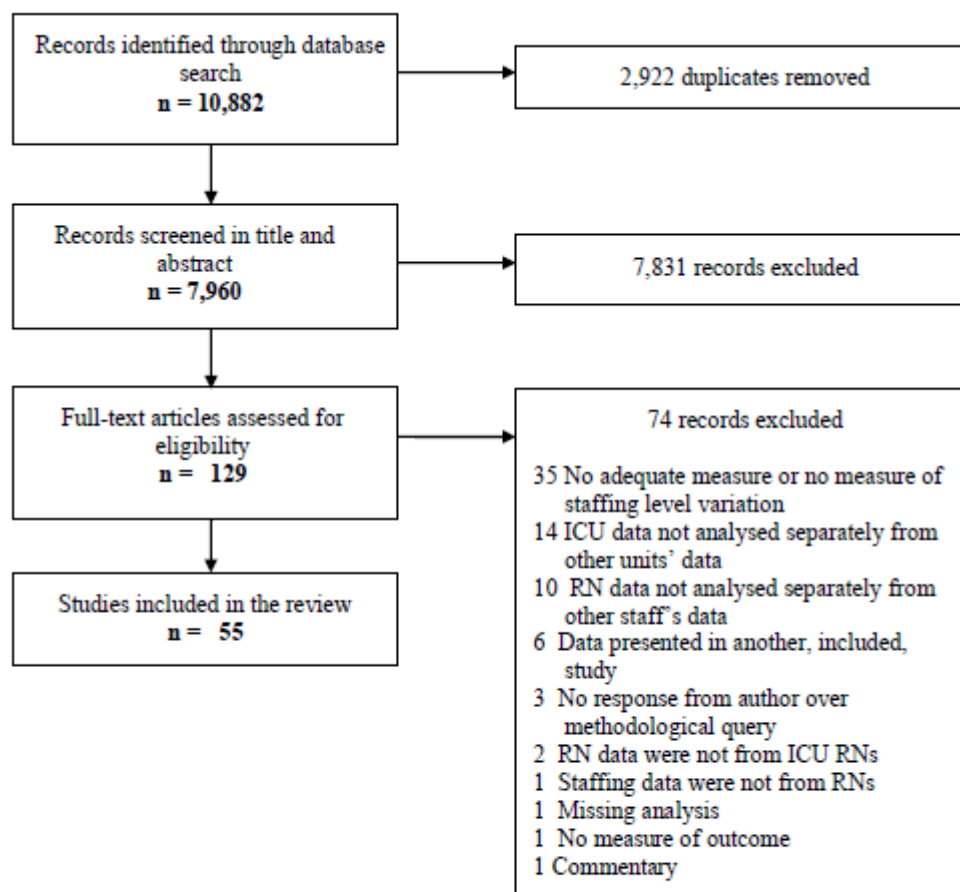 Records identified through database
search
n = 10,882
2,922 duplicates removed
Records screened in title and
abstract
n = 7,960
7,831 records excluded
Full-text articles assessed for
eligibility
n = 129
74 records excluded
35 No adequate measure or no measure of
staffing level variation
14 ICU data not analysed separately from
other units’ data
10 RN data not analysed separately from
other staff’s data
6 Data presented in another, included,
study
3 No response from author over
methodological query
2 RN data were not from ICU RNs
1 Staffing data were not from RNs
1 Missing analysis
1 No measure of outcome
1 Commentary
Studies included in the review
n = 55